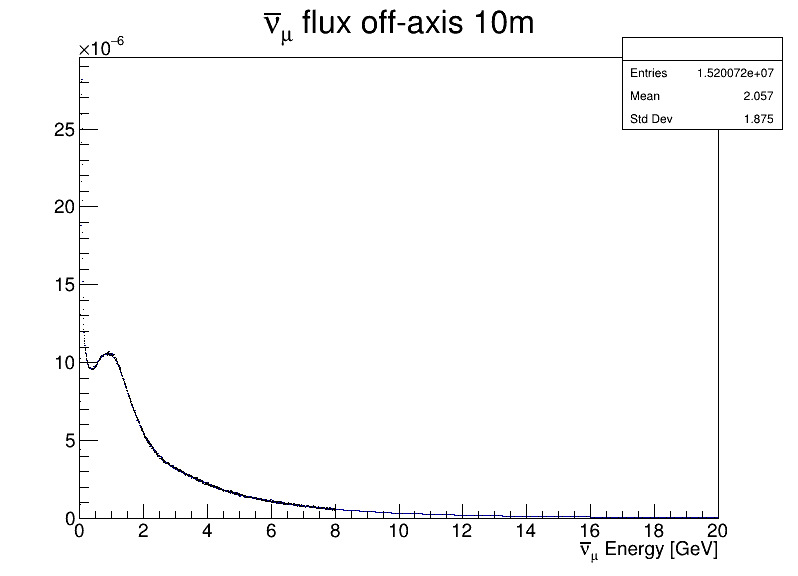 ν̅μ flux off-axis 10m
×10⁻⁶
Entries 1.520072e+07
Mean 2.057
Std Dev 1.875
25
20
15
10
5
0
0 2 4 6 8 10 12 14 16 18 20
ν̅μ Energy [GeV]